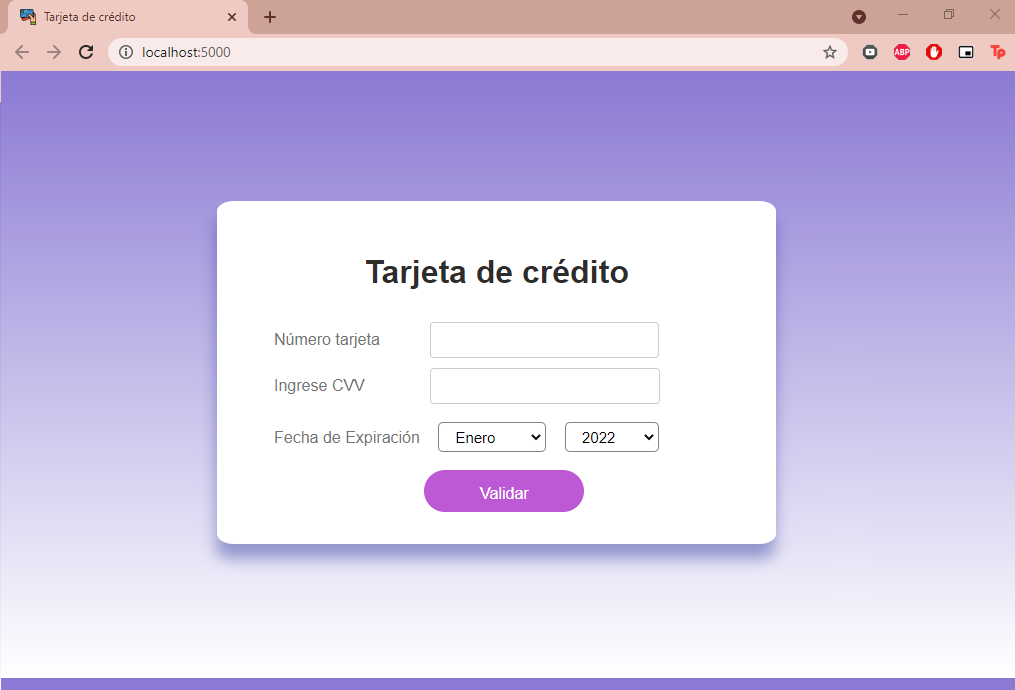 Tarjeta de crédito
localhost:5000
ABP
Tp
Tarjeta de crédito
Número tarjeta
Ingrese CVV
Fecha de Expiración Enero 2022
Validar